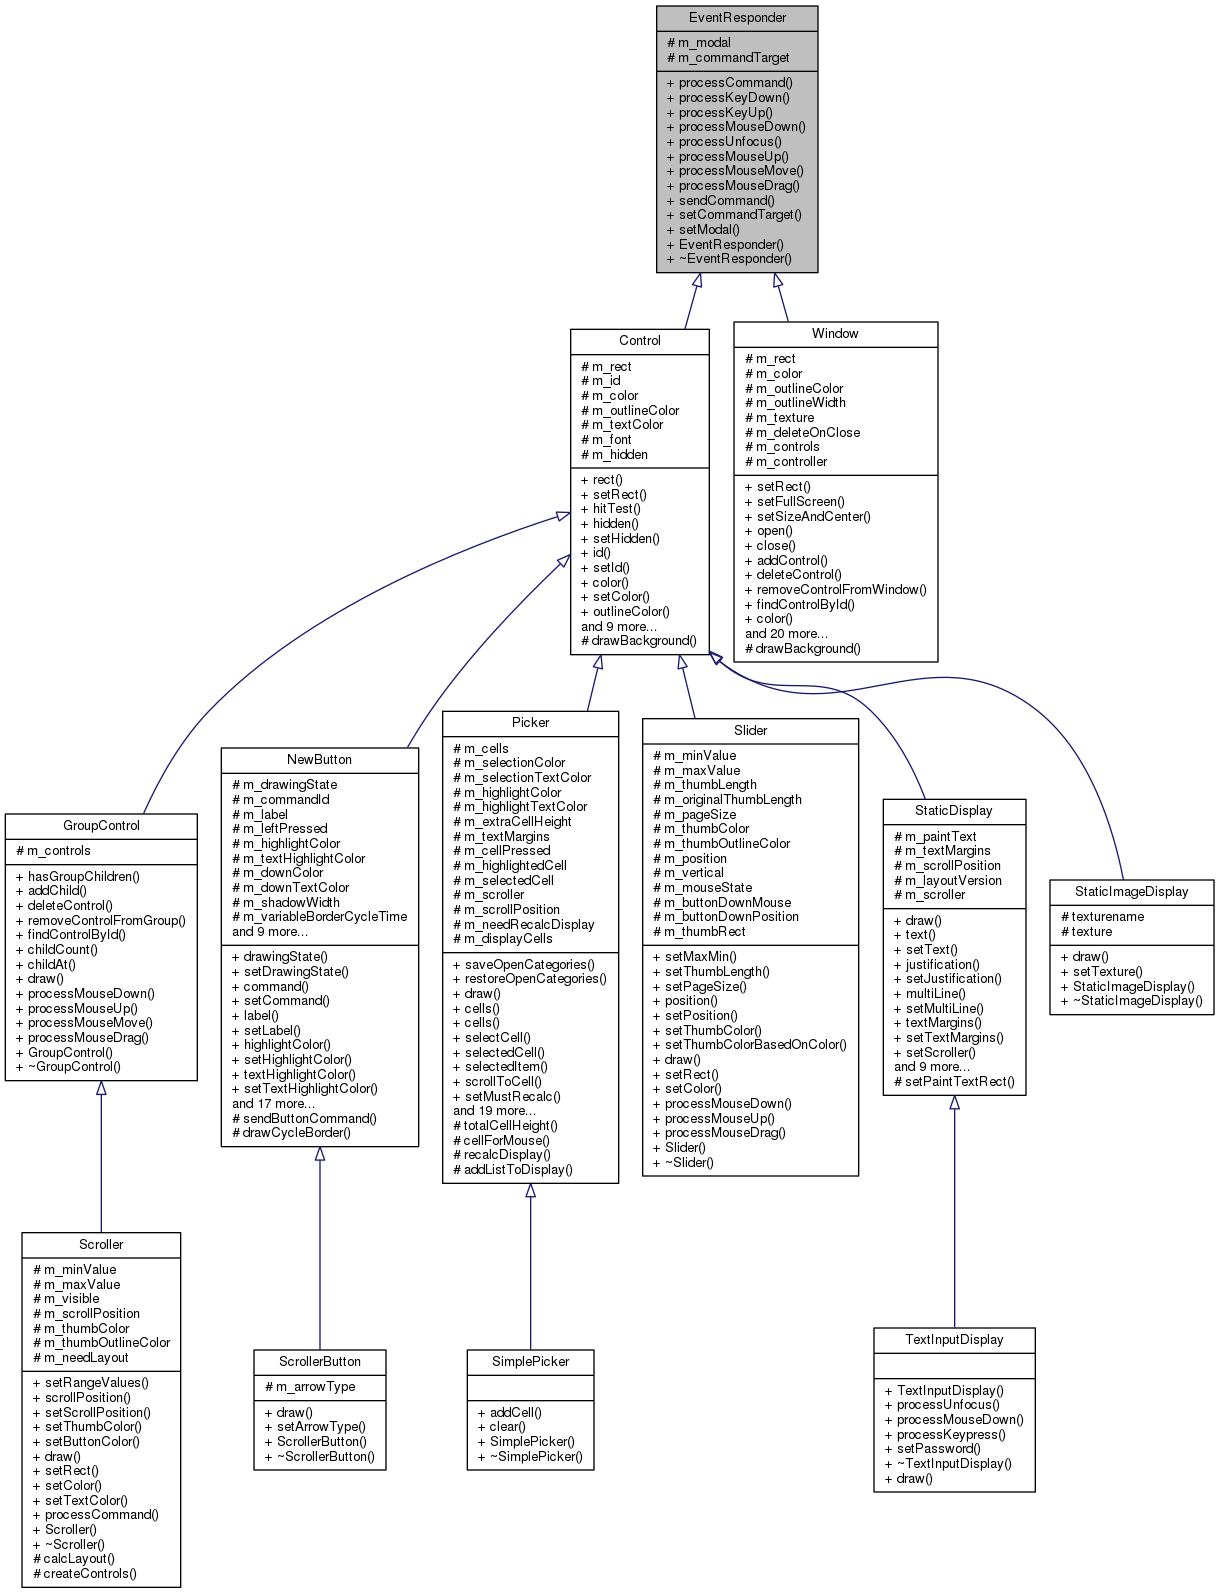 EventResponder
# m_modal
# m_commandTarget
+ processCommand()
+ processKeyDown()
+ processKeyUp()
+ processMouseDown()
+ processUnfocus()
+ processMouseUp()
+ processMouseMove()
+ processMouseDrag()
+ sendCommand()
+ setCommandTarget()
+ setModal()
+ EventResponder()
+ ~EventResponder()
Control
# m_rect
# m_id
# m_color
# m_outlineColor
# m_textColor
# m_font
# m_hidden
+ rect()
+ setRect()
+ hitTest()
+ hidden()
+ setHidden()
+ id()
+ setId()
+ color()
+ setColor()
+ outlineColor()
and 9 more...
# drawBackground()
Window
# m_rect
# m_color
# m_outlineColor
# m_outlineWidth
# m_texture
# m_deleteOnClose
# m_controls
# m_controller
+ setRect()
+ setFullScreen()
+ setSizeAndCenter()
+ open()
+ close()
+ addControl()
+ deleteControl()
+ removeControlFromWindow()
+ findControlById()
+ color()
and 20 more...
# drawBackground()
GroupControl
# m_controls
+ hasGroupChildren()
+ addChild()
+ deleteControl()
+ removeControlFromGroup()
+ findControlById()
+ childCount()
+ childAt()
+ draw()
+ processMouseDown()
+ processMouseUp()
+ processMouseMove()
+ processMouseDrag()
+ GroupControl()
+ ~GroupControl()
NewButton
# m_drawingState
# m_commandId
# m_label
# m_leftPressed
# m_highlightColor
# m_textHighlightColor
# m_downColor
# m_downTextColor
# m_shadowWidth
# m_variableBorderCycleTime
and 9 more...
+ drawingState()
+ setDrawingState()
+ command()
+ setCommand()
+ label()
+ setLabel()
+ highlightColor()
+ setHighlightColor()
+ textHighlightColor()
+ setTextHighlightColor()
and 17 more...
# sendButtonCommand()
# drawCycleBorder()
Picker
# m_cells
# m_selectionColor
# m_selectionTextColor
# m_highlightColor
# m_highlightTextColor
# m_extraCellHeight
# m_textMargins
# m_cellPressed
# m_highlightedCell
# m_selectedCell
# m_scroller
# m_scrollPosition
# m_needRecalcDisplay
# m_displayCells
+ saveOpenCategories()
+ restoreOpenCategories()
+ draw()
+ cells()
+ cells()
+ selectCell()
+ selectedCell()
+ selectedItem()
+ scrollToCell()
+ setMustRecalc()
and 19 more...
# totalCellHeight()
# cellForMouse()
# recalcDisplay()
# addListToDisplay()
Slider
# m_minValue
# m_maxValue
# m_thumbLength
# m_originalThumbLength
# m_pageSize
# m_thumbColor
# m_thumbOutlineColor
# m_position
# m_vertical
# m_mouseState
# m_buttonDownMouse
# m_buttonDownPosition
# m_thumbRect
+ setMaxMin()
+ setThumbLength()
+ setPageSize()
+ position()
+ setPosition()
+ setThumbColor()
+ setThumbColorBasedOnColor()
+ draw()
+ setRect()
+ setColor()
+ processMouseDown()
+ processMouseUp()
+ processMouseDrag()
+ Slider()
+ ~Slider()
StaticDisplay
# m_paintText
# m_textMargins
# m_scrollPosition
# m_layoutVersion
# m_scroller
+ draw()
+ text()
+ setText()
+ justification()
+ setJustification()
+ multiLine()
+ setMultiLine()
+ textMargins()
+ setTextMargins()
+ setScroller()
and 9 more...
# setPaintTextRect()
StaticImageDisplay
# texturename
# texture
+ draw()
+ setTexture()
+ StaticImageDisplay()
+ ~StaticImageDisplay()
Scroller
# m_minValue
# m_maxValue
# m_visible
# m_scrollPosition
# m_thumbColor
# m_thumbOutlineColor
# m_needLayout
+ setRangeValues()
+ scrollPosition()
+ setScrollPosition()
+ setThumbColor()
+ setButtonColor()
+ draw()
+ setRect()
+ setColor()
+ setTextColor()
+ processCommand()
+ Scroller()
+ ~Scroller()
# calcLayout()
# createControls()
ScrollerButton
# m_arrowType
+ draw()
+ setArrowType()
+ ScrollerButton()
+ ~ScrollerButton()
SimplePicker
+ addCell()
+ clear()
+ SimplePicker()
+ ~SimplePicker()
TextInputDisplay
+ TextInputDisplay()
+ processUnfocus()
+ processMouseDown()
+ processKeypress()
+ setPassword()
+ ~TextInputDisplay()
+ draw()